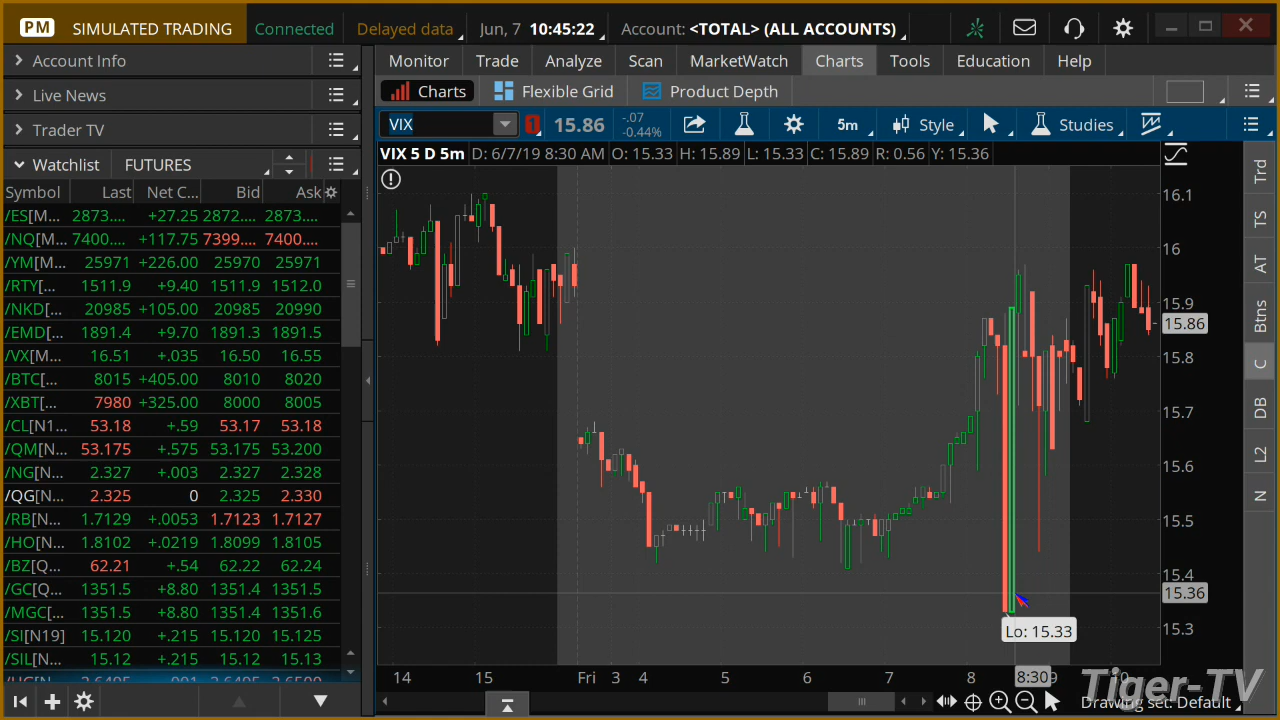 PM SIMULATED TRADING Connected Delayed data Jun, 7 10:45:22 Account: <TOTAL> (ALL ACCOUNTS)
Account Info
Live News
Trader TV
Watchlist FUTURES
Symbol Last Net C... Bid Ask
/ES[M... 2873.... +27.25 2872.... 2873....
/NQ[M... 7400.... +117.75 7399.... 7400....
/YM[M... 25971 +226.00 25970 25971
/RTY[... 1511.9 +9.40 1511.9 1512.0
/NKD[... 20985 +105.00 20985 20990
/EMD[... 1891.4 +9.70 1891.3 1891.5
/VX[M... 16.51 +.035 16.50 16.55
/BTC[... 8015 +405.00 8010 8020
/XBT[... 7980 +325.00 8000 8005
/CL[N1... 53.18 +.59 53.17 53.18
/QM[N... 53.175 +.575 53.175 53.200
/NG[N... 2.327 +.003 2.327 2.328
/QG[N... 2.325 0 2.325 2.330
/RB[N... 1.7129 +.0053 1.7123 1.7127
/HO[N... 1.8102 +.0219 1.8099 1.8105
/BZ[Q... 62.21 +.54 62.22 62.24
/GC[Q... 1351.5 +8.80 1351.4 1351.5
/MGC[... 1351.5 +8.80 1351.4 1351.6
/SI[N19] 15.120 +.215 15.120 15.125
/SIL[N... 15.12 +.215 15.12 15.13
Monitor Trade Analyze Scan MarketWatch Charts Tools Education Help
Charts Flexible Grid Product Depth
VIX 1 15.86 -.07 -0.44% 5m Style Studies
VIX 5 D 5m D: 6/7/19 8:30 AM O: 15.33 H: 15.89 L: 15.33 C: 15.89 R: 0.56 Y: 15.36
16.1
16
15.9
15.86
15.8
15.7
15.6
15.5
15.4
15.36
15.3
Lo: 15.33
14 15 Fri 3 4 5 6 7 8 8:30 9 10
Trd
TS
AT
Btns
C
DB
L2
N
Drawing set: Default
Tiger-TV